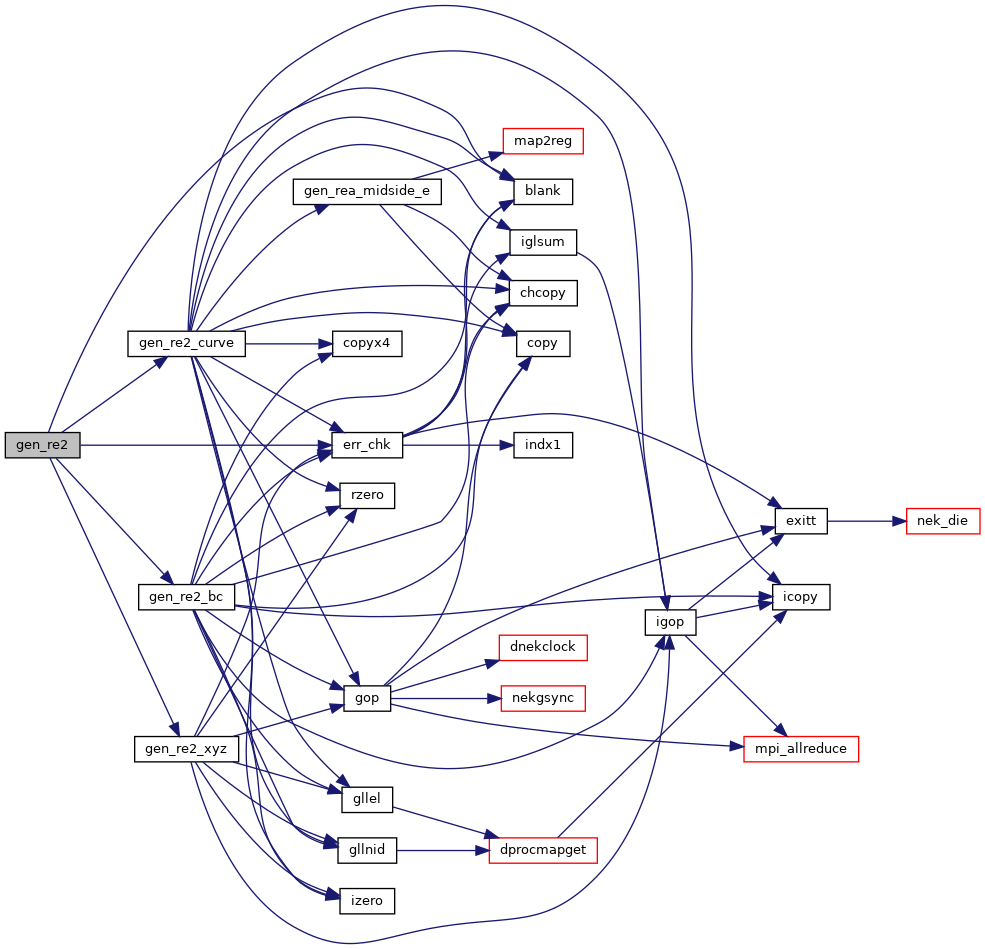 map2reg
gen_rea_midside_e
blank
iglsum
chcopy
gen_re2_curve
copyx4
copy
gen_re2
err_chk
indx1
rzero
exitt
nek_die
gen_re2_bc
icopy
igop
dnekclock
gop
nekgsync
gen_re2_xyz
mpi_allreduce
gllel
gllnid
dprocmapget
izero